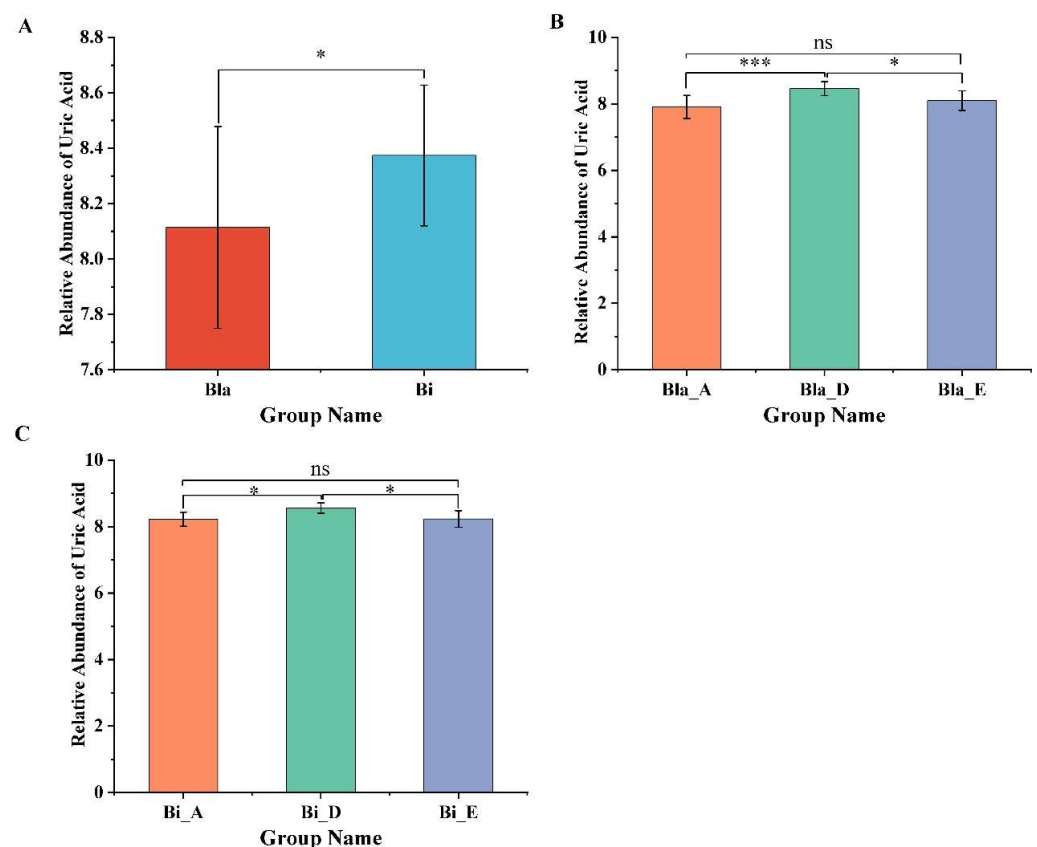 A
Relative Abundance of Uric Acid
8.8
8.6
8.4
8.2
8.0
7.8
7.6
*
Bla
Bi
Group Name
B
Relative Abundance of Uric Acid
10
8
6
4
2
0
ns
***
*
Bla_A
Bla_D
Bla_E
Group Name
C
Relative Abundance of Uric Acid
10
8
6
4
2
0
ns
*
*
Bi_A
Bi_D
Bi_E
Group Name